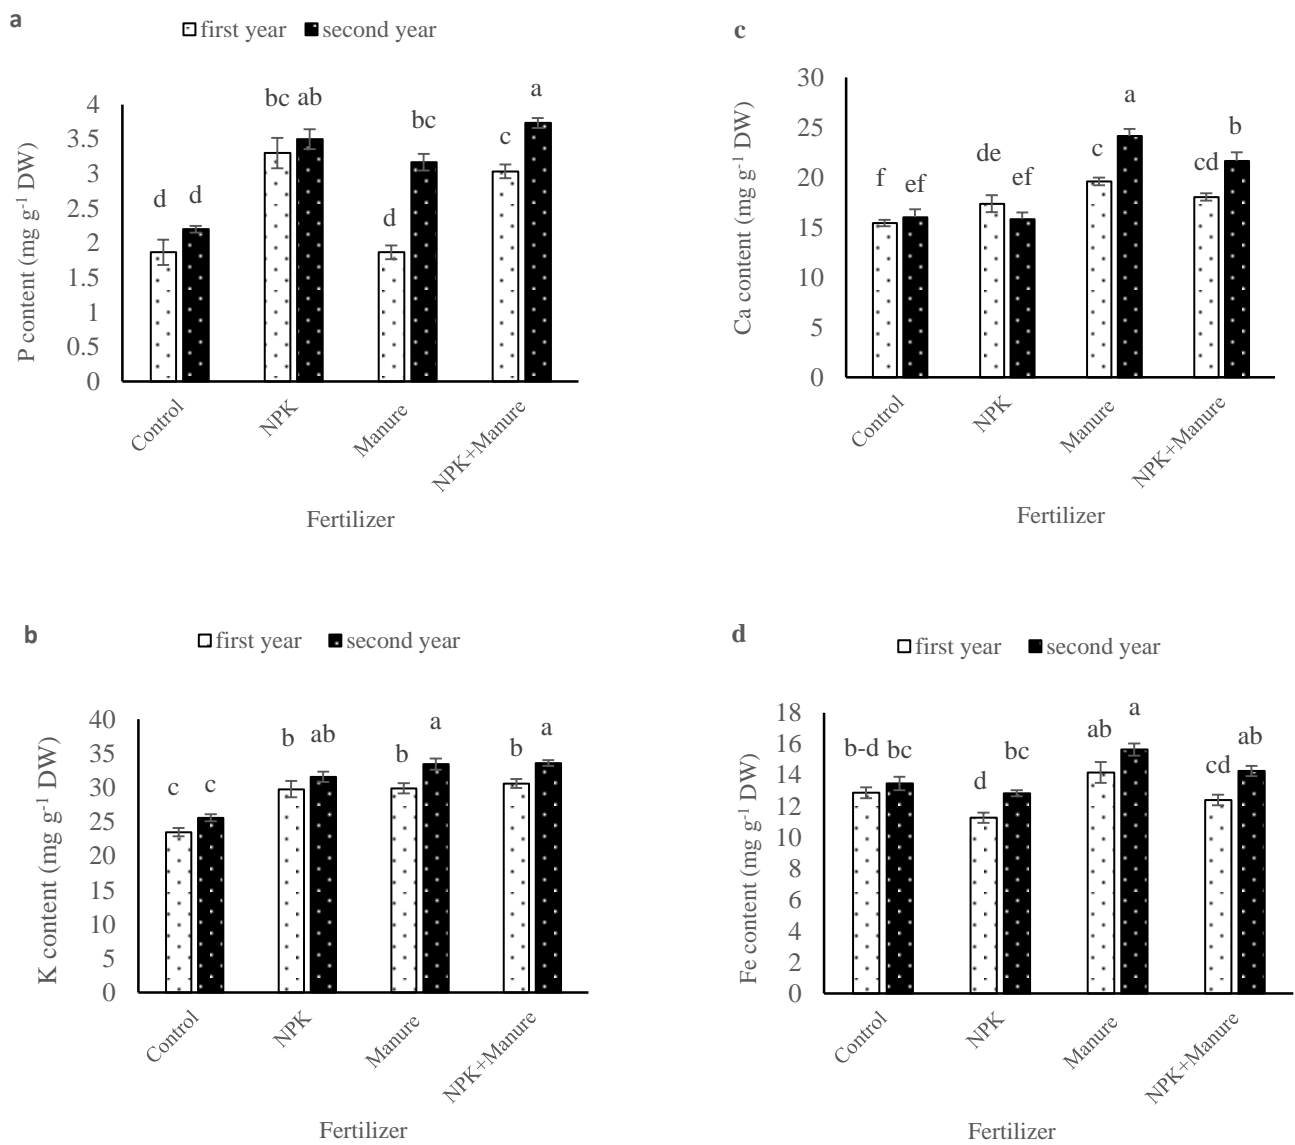 a
first year second year
P content (mg g⁻¹ DW)
4
3.5
3
2.5
2
1.5
1
0.5
0
d d bc ab d bc c a
Control NPK Manure NPK+Manure
Fertilizer
c
Ca content (mg g⁻¹ DW)
30
25
20
15
10
5
0
f ef de ef c a cd b
Control NPK Manure NPK+Manure
Fertilizer
b
first year second year
K content (mg g⁻¹ DW)
40
35
30
25
20
15
10
5
0
c c b ab b a b a
Control NPK Manure NPK+Manure
Fertilizer
d
first year second year
Fe content (mg g⁻¹ DW)
18
16
14
12
10
8
6
4
2
0
b-d bc d bc ab a cd ab
Control NPK Manure NPK+Manure
Fertilizer